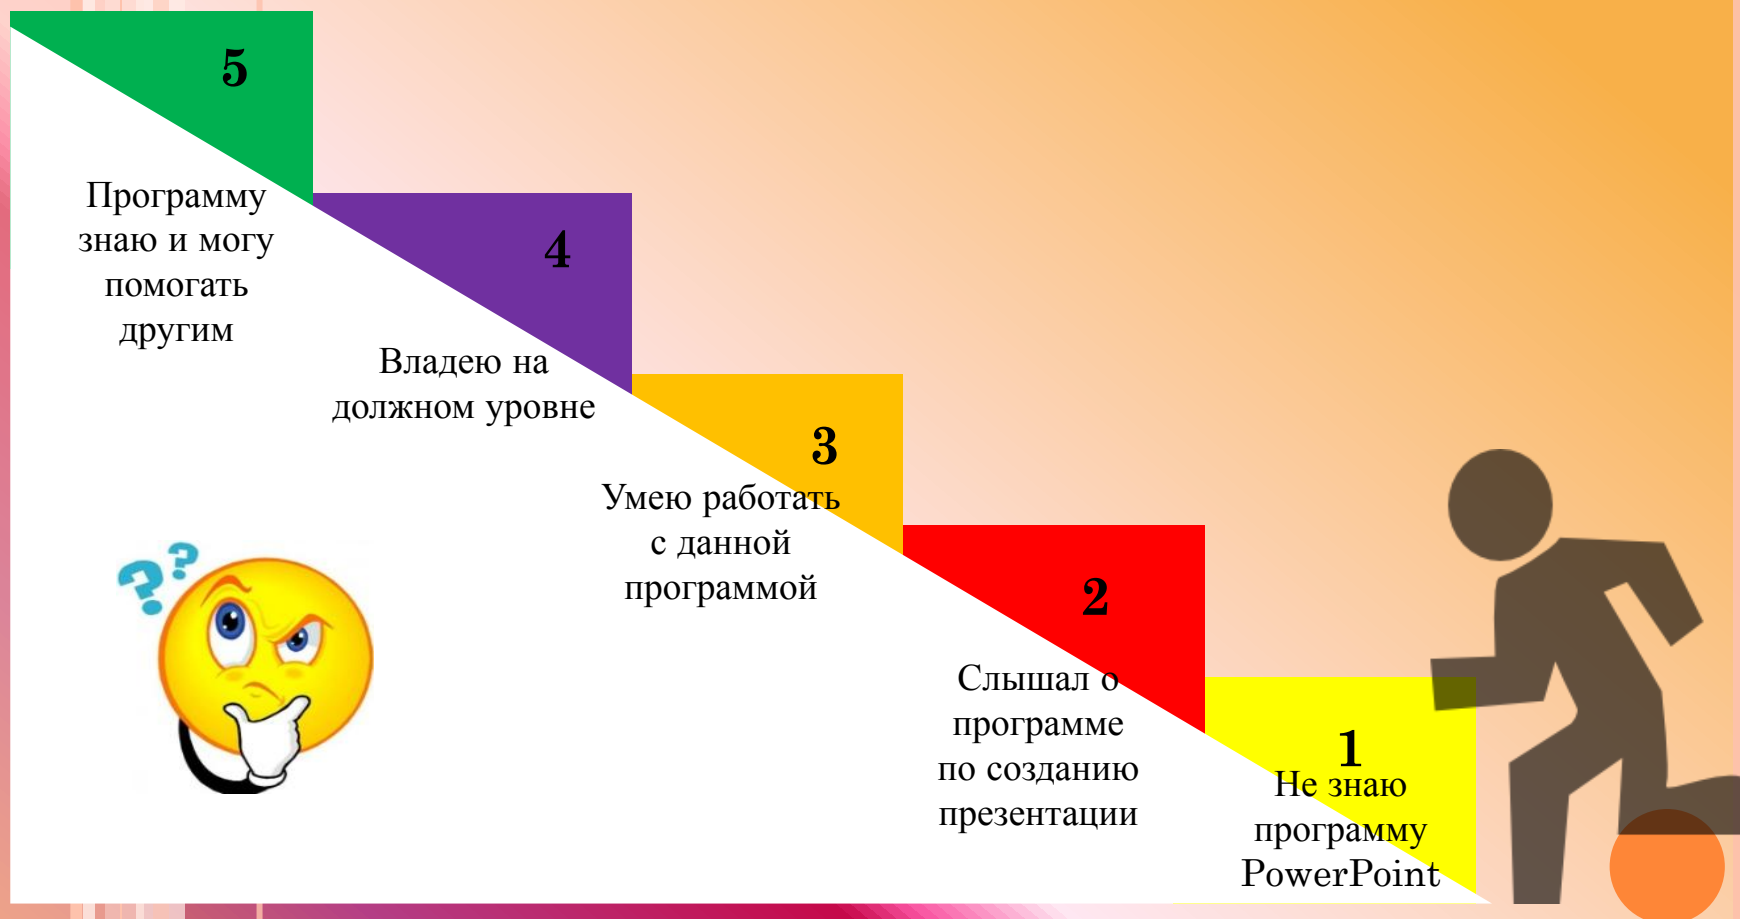 5
Программу
знаю и могу
помогать
другим
4
Владею на
должном уровне
3
Умею работать
с данной
программой
2
Слышал о
программе
по созданию
презентации
1
Не знаю
программу
PowerPoint
??